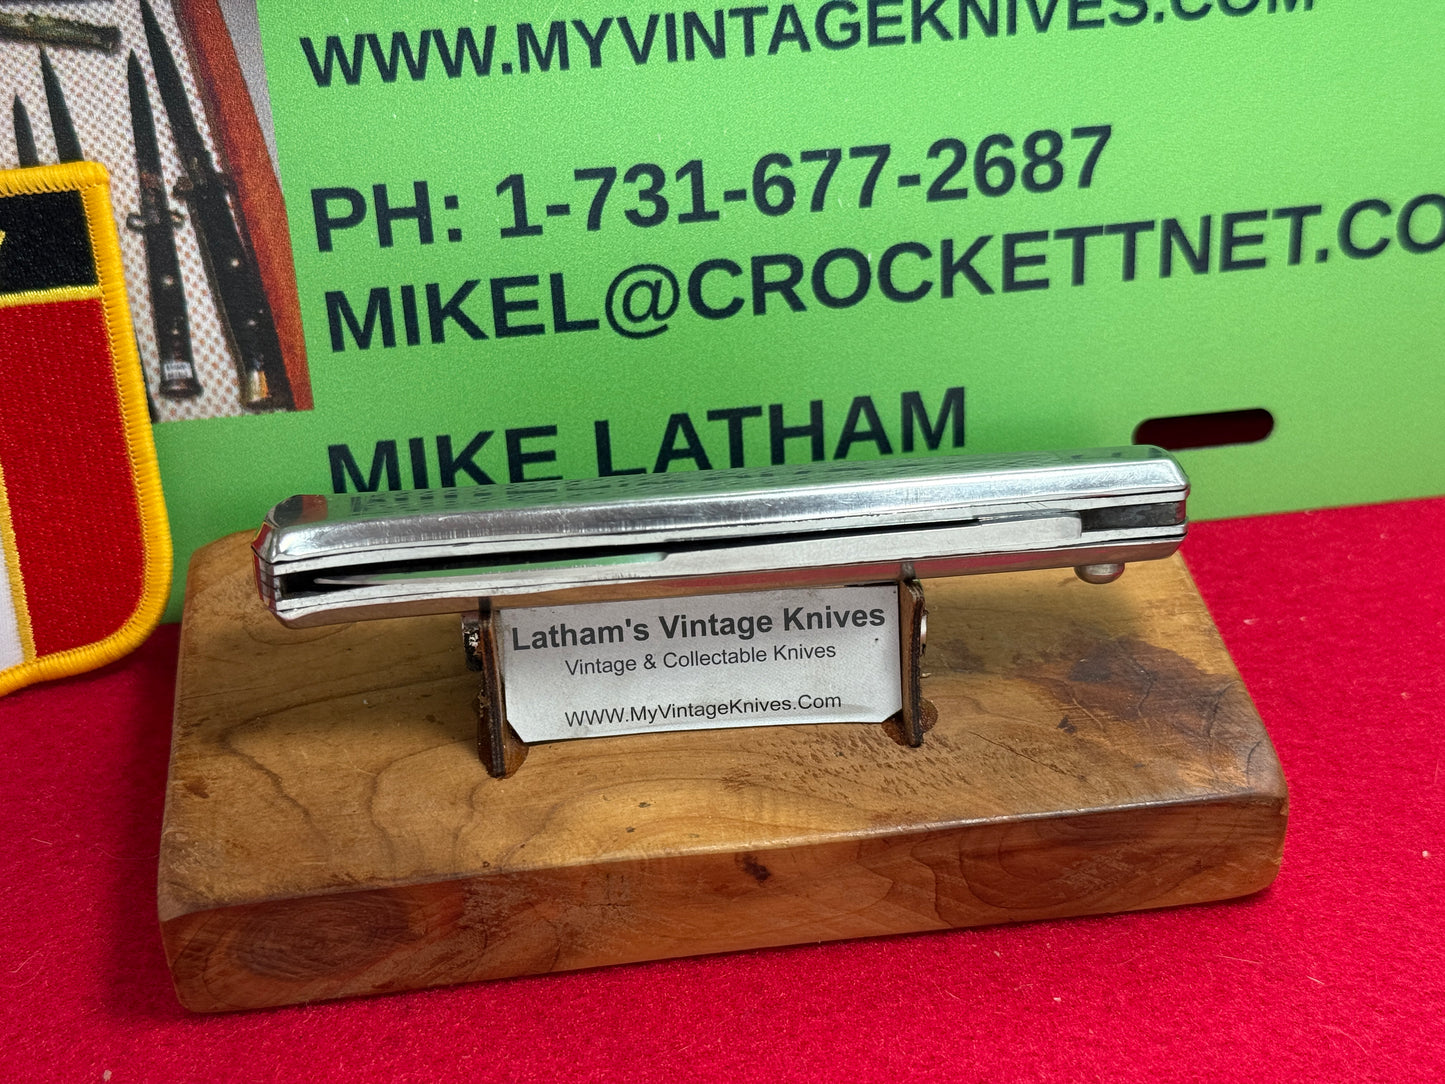 WWW.MYVINTAGEKNIVES.COM
PH: 1-731-677-2687
MIKEL@CROCKETTNET.CO
MIKE LATHAM
Latham's Vintage Knives
Vintage & Collectable Knives
WWW.MyVintageKnives.Com